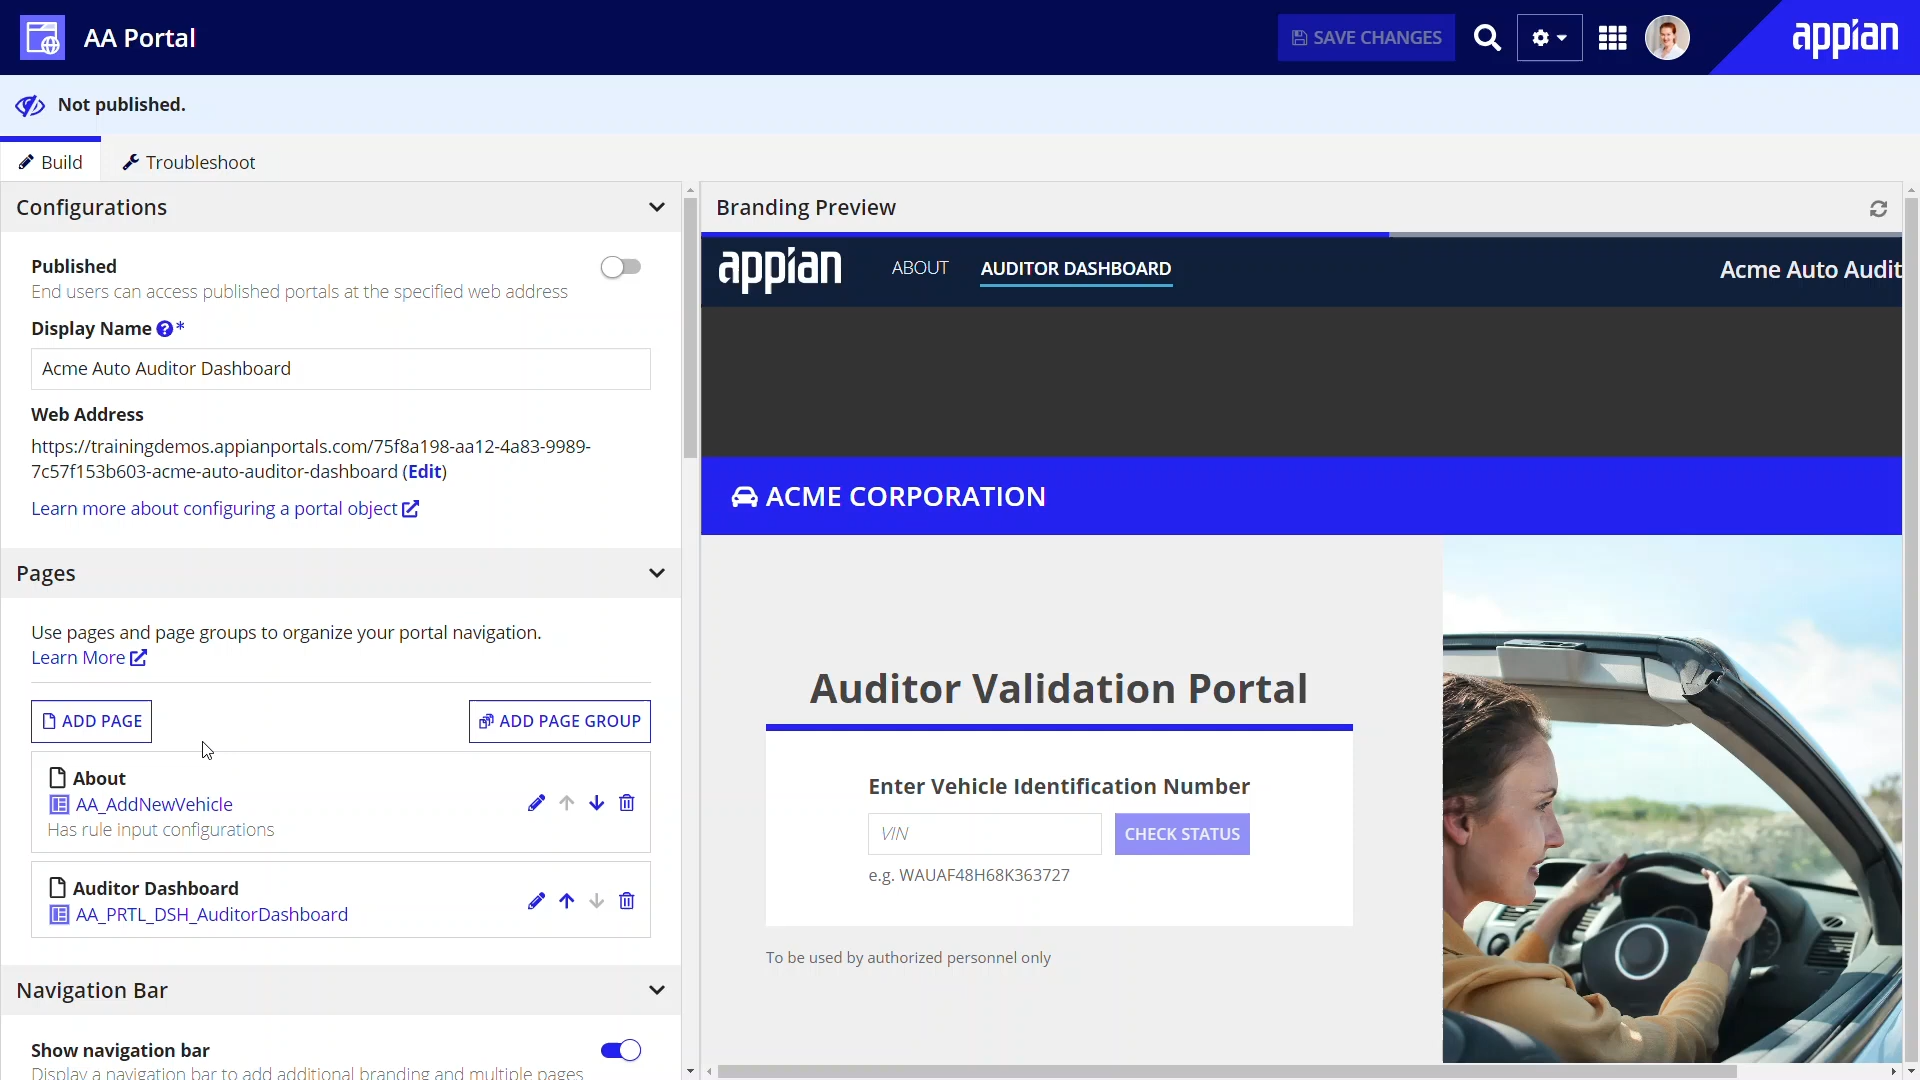 AA Portal
SAVE CHANGES
appian
Not published.
Build
Troubleshoot
Configurations
Published
End users can access published portals at the specified web address
Display Name ? *
Acme Auto Auditor Dashboard
Web Address
https://trainingdemos.appianportals.com/75f8a198-aa12-4a83-9989-
7c57f153b603-acme-auto-auditor-dashboard (Edit)
Learn more about configuring a portal object
Pages
Use pages and page groups to organize your portal navigation.
Learn More
ADD PAGE
ADD PAGE GROUP
About
AA_AddNewVehicle
Has rule input configurations
Auditor Dashboard
AA_PRTL_DSH_AuditorDashboard
Navigation Bar
Show navigation bar
Display a navigation bar to add additional branding and multiple pages
Branding Preview
appian
ABOUT
AUDITOR DASHBOARD
Acme Auto Audit
ACME CORPORATION
Auditor Validation Portal
Enter Vehicle Identification Number
VIN
CHECK STATUS
e.g. WAUAF48H68K363727
To be used by authorized personnel only